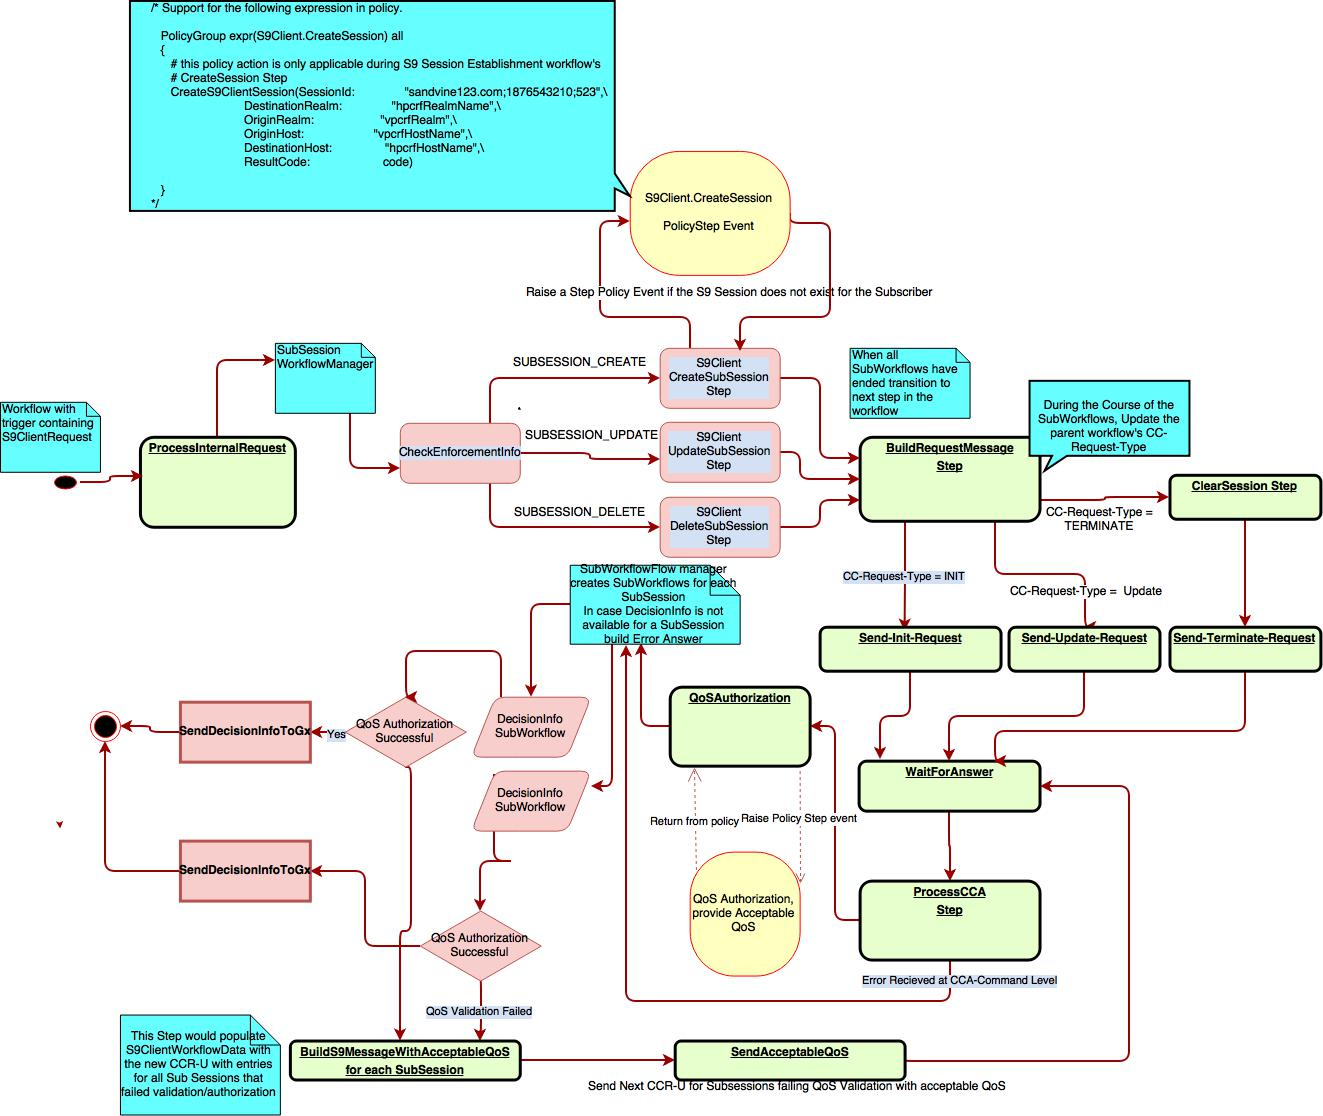 /* Support for the following expression in policy.
PolicyGroup expr(S9Client.CreateSession) all
{
# this policy action is only applicable during S9 Session Establishment workflow's
# CreateSession Step
CreateS9ClientSession(SessionId: "sandvine123.com;1876543210;523",\
DestinationRealm: "hpcrfRealmName",\
OriginRealm: "vpcrfRealm",\
OriginHost: "vpcrfHostName",\
DestinationHost: "hpcrfHostName",\
ResultCode: code)
}
*/
S9Client.CreateSession
PolicyStep Event
Raise a Step Policy Event if the S9 Session does not exist for the Subscriber
SubSession
WorkflowManager
Workflow with
trigger containing
S9ClientRequest
ProcessInternalRequest
CheckEnforcementInfo
SUBSESSION_CREATE
SUBSESSION_UPDATE
SUBSESSION_DELETE
S9Client
CreateSubSession
Step
S9Client
UpdateSubSession
Step
S9Client
DeleteSubSession
Step
When all
SubWorkflows have
ended transition to
next step in the
workflow
During the Course of the
SubWorkflows, Update the
parent workflow's CC-
Request-Type
BuildRequestMessage
Step
ClearSession Step
CC-Request-Type =
TERMINATE
CC-Request-Type = INIT
CC-Request-Type = Update
Send-Init-Request
Send-Update-Request
Send-Terminate-Request
SubWorkflowFlow manager
creates SubWorkflows for each
SubSession
In case DecisionInfo is not
available for a SubSession
build Error Answer
QoSAuthorization
WaitForAnswer
SendDecisionInfoToGx
Yes
QoS Authorization
Successful
DecisionInfo
SubWorkflow
DecisionInfo
SubWorkflow
Return from policy
Raise Policy Step event
SendDecisionInfoToGx
QoS Authorization,
provide Acceptable
QoS
ProcessCCA
Step
QoS Authorization
Successful
Error Recieved at CCA-Command Level
QoS Validation Failed
This Step would populate
S9ClientWorkflowData with
the new CCR-U with entries
for all Sub Sessions that
failed validation/authorization
BuildS9MessageWithAcceptableQoS
for each SubSession
SendAcceptableQoS
Send Next CCR-U for Subsessions failing QoS Validation with acceptable QoS